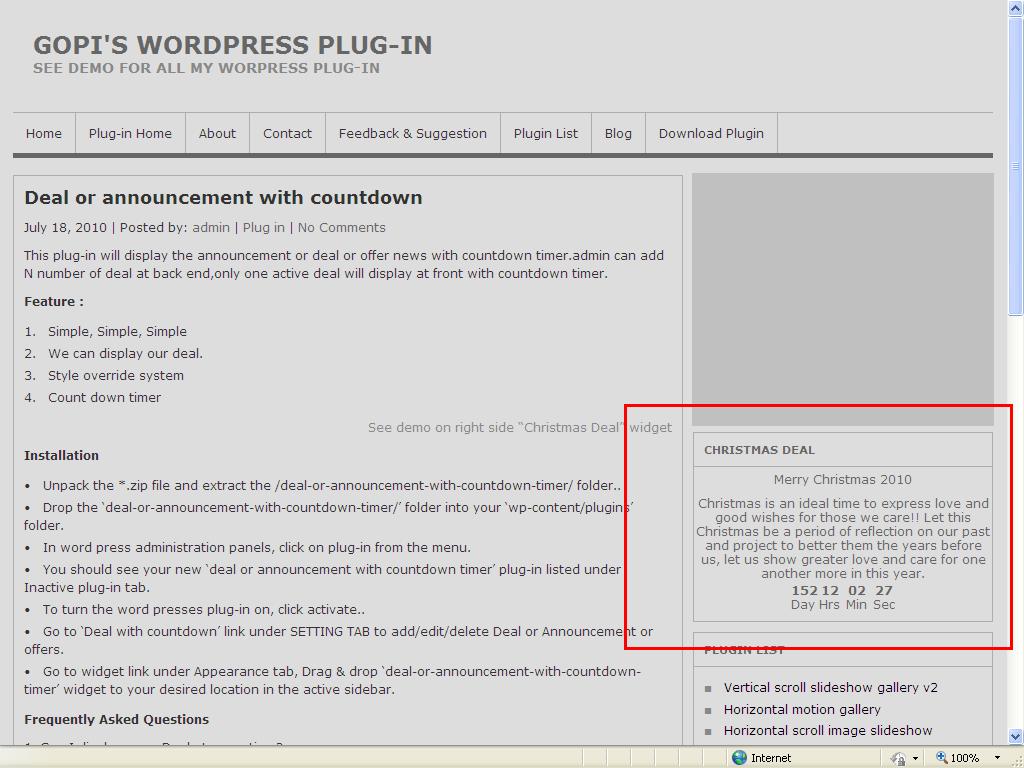 GOPI'S WORDPRESS PLUG-IN
SEE DEMO FOR ALL MY WORPRESS PLUG-IN
Home Plug-in Home About Contact Feedback & Suggestion Plugin List Blog Download Plugin
Deal or announcement with countdown
July 18, 2010 | Posted by: admin | Plug in | No Comments
This plug-in will display the announcement or deal or offer news with countdown timer.admin can add
N number of deal at back end,only one active deal will display at front with countdown timer.
Feature :
1. Simple, Simple, Simple
2. We can display our deal.
3. Style override system
4. Count down timer
See demo on right side “Christmas Deal” widget
Installation
• Unpack the *.zip file and extract the /deal-or-announcement-with-countdown-timer/ folder..
• Drop the ‘deal-or-announcement-with-countdown-timer/’ folder into your ‘wp-content/plugins’
folder.
• In word press administration panels, click on plug-in from the menu.
• You should see your new ‘deal or announcement with countdown timer’ plug-in listed under
Inactive plug-in tab.
• To turn the word presses plug-in on, click activate..
• Go to ‘Deal with countdown’ link under SETTING TAB to add/edit/delete Deal or Announcement or
offers.
• Go to widget link under Appearance tab, Drag & drop ‘deal-or-announcement-with-countdown-
timer’ widget to your desired location in the active sidebar.
Frequently Asked Questions
CHRISTMAS DEAL
Merry Christmas 2010
Christmas is an ideal time to express love and
good wishes for those we care!! Let this
Christmas be a period of reflection on our past
and project to better them the years before
us, let us show greater love and care for one
another more in this year.
152 12 02 27
Day Hrs Min Sec
PLUGIN LIST
Vertical scroll slideshow gallery v2
Horizontal motion gallery
Horizontal scroll image slideshow
Internet
100%